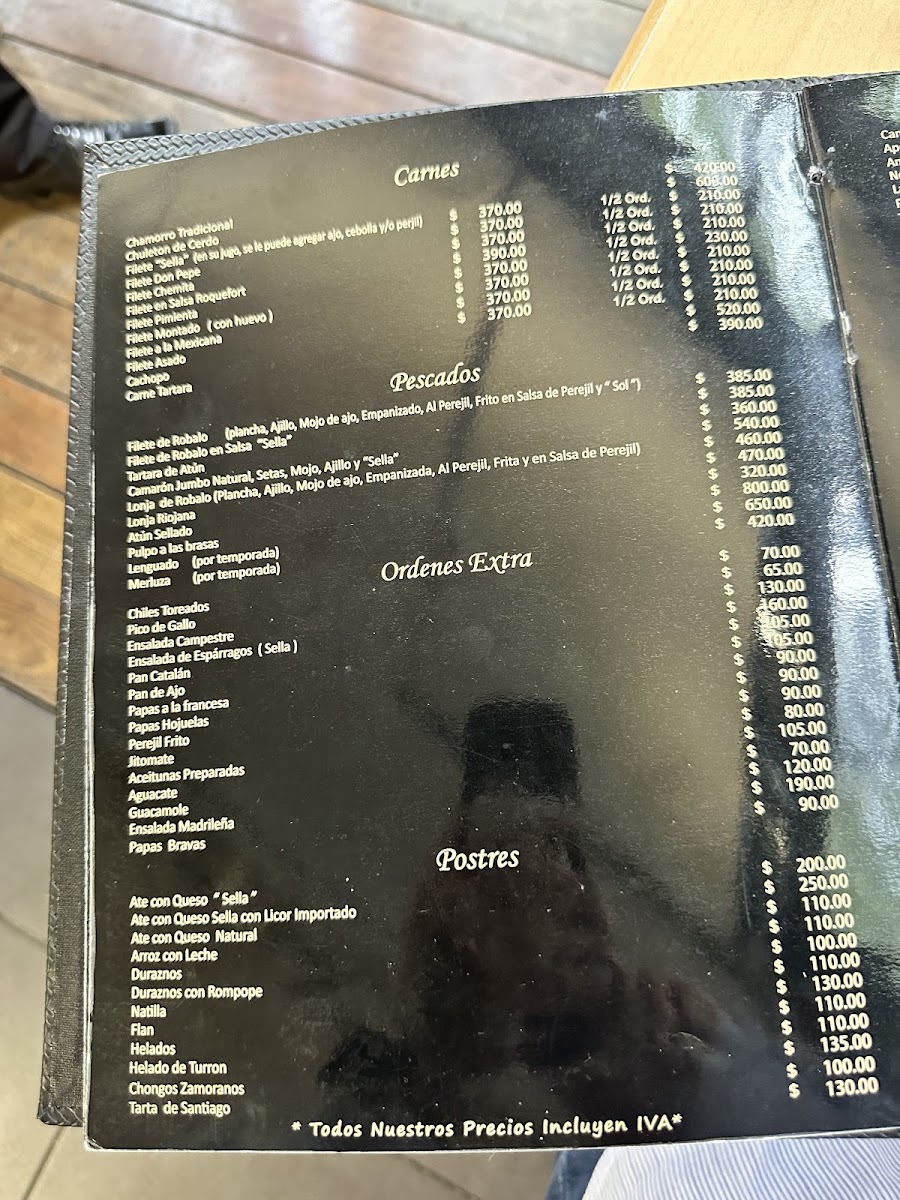 Carnes
Chamorro Tradicional $ 420.00
Chuleton de Cerdo $ 600.00
Filete "Sella" (en su jugo, se le puede agregar ajo, cebolla y/o perjil) $ 370.00 1/2 Ord. $ 210.00
Filete Don Pepe $ 370.00 1/2 Ord. $ 210.00
Filete Chemita $ 370.00 1/2 Ord. $ 210.00
Filete en Salsa Roquefort $ 390.00 1/2 Ord. $ 230.00
Filete Pimienta $ 370.00 1/2 Ord. $ 210.00
Filete Montado ( con huevo ) $ 370.00 1/2 Ord. $ 210.00
Filete a la Mexicana $ 370.00 1/2 Ord. $ 210.00
Filete Asado $ 370.00
Cachopo $ 520.00
Carne Tartara $ 390.00
Pescados
Filete de Robalo (plancha, Ajillo, Mojo de ajo, Empanizado, Al Perejil, Frito en Salsa de Perejil y " Sol ") $ 385.00
Filete de Robalo en Salsa "Sella" $ 385.00
Tartara de Atún $ 360.00
Camarón Jumbo Natural, Setas, Mojo, Ajillo y "Sella" $ 540.00
Lonja de Robalo (Plancha, Ajillo, Mojo de ajo, Empanizada, Al Perejil, Frita y en Salsa de Perejil) $ 460.00
Lonja Riojana $ 470.00
Atún Sellado $ 320.00
Pulpo a las brasas $ 800.00
Lenguado (por temporada) $ 650.00
Merluza (por temporada) $ 420.00
Ordenes Extra
Chiles Toreados $ 70.00
Pico de Gallo $ 65.00
Ensalada Campestre $ 130.00
Ensalada de Espárragos ( Sella ) $ 160.00
Pan Catalán $ 105.00
Pan de Ajo $ 105.00
Papas a la francesa $ 90.00
Papas Hojuelas $ 90.00
Perejil Frito $ 90.00
Jitomate $ 80.00
Aceitunas Preparadas $ 105.00
Aguacate $ 70.00
Guacamole $ 120.00
Ensalada Madrileña $ 190.00
Papas Bravas $ 90.00
Postres
Ate con Queso " Sella " $ 200.00
Ate con Queso Sella con Licor Importado $ 250.00
Ate con Queso Natural $ 110.00
Arroz con Leche $ 110.00
Duraznos $ 100.00
Duraznos con Rompope $ 110.00
Natilla $ 130.00
Flan $ 110.00
Helados $ 110.00
Helado de Turron $ 135.00
Chongos Zamoranos $ 100.00
Tarta de Santiago $ 130.00
* Todos Nuestros Precios Incluyen IVA*